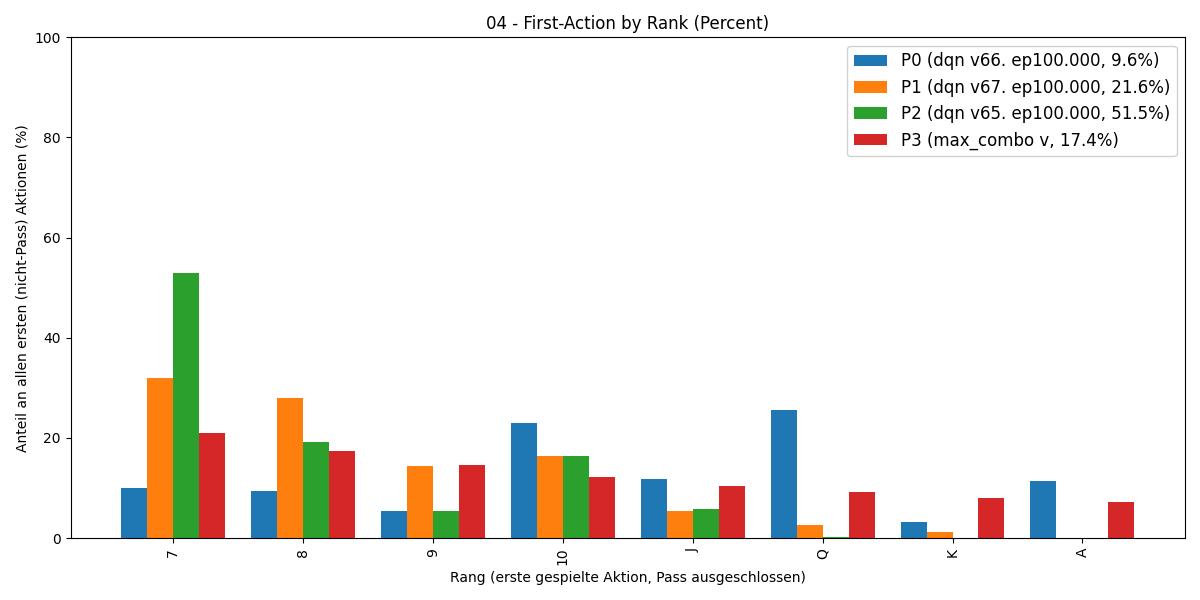 04 - First-Action by Rank (Percent)
P0 (dqn v66. ep100.000, 9.6%)
P1 (dqn v67. ep100.000, 21.6%)
P2 (dqn v65. ep100.000, 51.5%)
P3 (max_combo v, 17.4%)
Anteil an allen ersten (nicht-Pass) Aktionen (%)
100
80
60
40
20
0
7 8 9 10 J Q K A
Rang (erste gespielte Aktion, Pass ausgeschlossen)